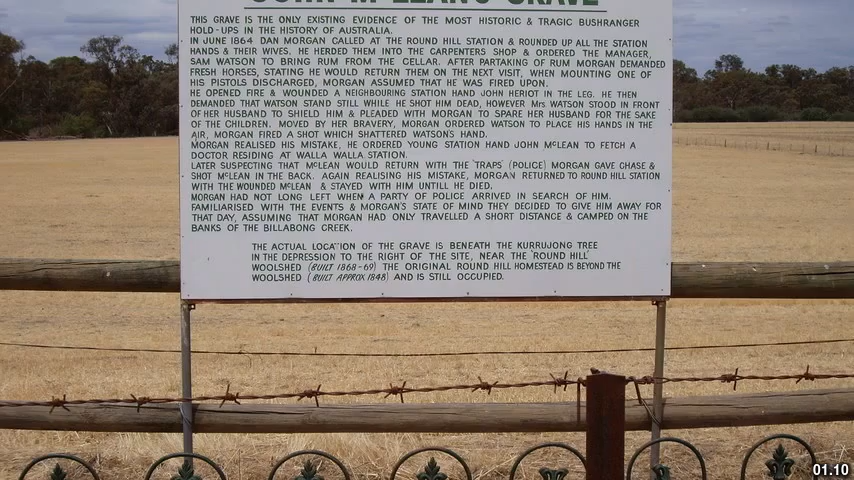 THIS GRAVE IS THE ONLY EXISTING EVIDENCE OF THE MOST HISTORIC & TRAGIC BUSHRANGER
HOLD-UPS IN THE HISTORY OF AUSTRALIA.
IN JUNE 1864 DAN MORGAN CALLED AT THE ROUND HILL STATION & ROUNDED UP ALL THE STATION
HANDS & THEIR WIVES. HE HERDED THEM INTO THE CARPENTERS SHOP & ORDERED THE MANAGER,
SAM WATSON TO BRING RUM FROM THE CELLAR. AFTER PARTAKING OF RUM MORGAN DEMANDED
FRESH HORSES, STATING HE WOULD RETURN THEM ON THE NEXT VISIT, WHEN MOUNTING ONE OF
HIS PISTOLS DISCHARGED, MORGAN ASSUMED THAT HE WAS FIRED UPON.
HE OPENED FIRE & WOUNDED A NEIGHBOURING STATION HAND JOHN HERIOT IN THE LEG. HE THEN
DEMANDED THAT WATSON STAND STILL WHILE HE SHOT HIM DEAD, HOWEVER Mrs WATSON STOOD IN FRONT
OF HER HUSBAND TO SHIELD HIM & PLEADED WITH MORGAN TO SPARE HER HUSBAND FOR THE SAKE
OF THE CHILDREN. MOVED BY HER BRAVERY, MORGAN ORDERED WATSON TO PLACE HIS HANDS IN THE
AIR, MORGAN FIRED A SHOT WHICH SHATTERED WATSON'S HAND.
MORGAN REALISED HIS MISTAKE, HE ORDERED YOUNG STATION HAND JOHN McLEAN TO FETCH A
DOCTOR RESIDING AT WALLA WALLA STATION.
LATER SUSPECTING THAT McLEAN WOULD RETURN WITH THE 'TRAPS' (POLICE) MORGAN GAVE CHASE &
SHOT McLEAN IN THE BACK. AGAIN REALISING HIS MISTAKE, MORGAN RETURNED TO ROUND HILL STATION
WITH THE WOUNDED McLEAN & STAYED WITH HIM UNTILL HE DIED.
MORGAN HAD NOT LONG LEFT WHEN A PARTY OF POLICE ARRIVED IN SEARCH OF HIM.
FAMILIARISED WITH THE EVENTS & MORGAN'S STATE OF MIND THEY DECIDED TO GIVE HIM AWAY FOR
THAT DAY, ASSUMING THAT MORGAN HAD ONLY TRAVELLED A SHORT DISTANCE & CAMPED ON THE
BANKS OF THE BILLABONG CREEK.
THE ACTUAL LOCATION OF THE GRAVE IS BENEATH THE KURRUJONG TREE
IN THE DEPRESSION TO THE RIGHT OF THE SITE, NEAR THE 'ROUND HILL'
WOOLSHED (BUILT 1868-69) THE ORIGINAL ROUND HILL HOMESTEAD IS BEYOND THE
WOOLSHED (BUILT APPROX 1848) AND IS STILL OCCUPIED.
01.10